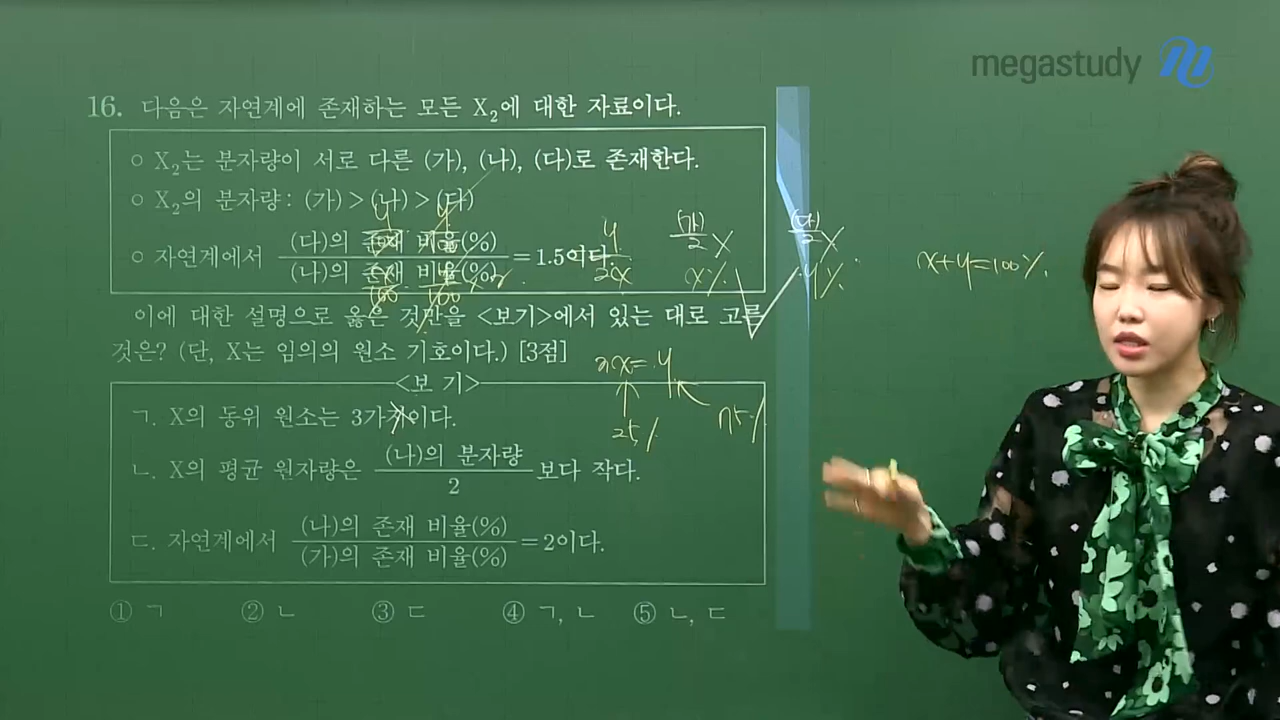 megastudy
16. 다음은 자연계에 존재하는 모든 X₂에 대한 자료이다.
○ X₂는 분자량이 서로 다른 (가), (나), (다)로 존재한다.
○ X₂의 분자량: (가) > (나) > (다)
○ 자연계에서 (다)의 존재 비율(%) / (나)의 존재 비율(%) = 1.5이다.
y / 2x
(가)/2 X
(다)/2 X
x%
y%
x+y=100%
이에 대한 설명으로 옳은 것만을 <보기>에서 있는 대로 고른
것은? (단, X는 임의의 원소 기호이다.) [3점]
2x = y
25%
75%
<보 기>
ㄱ. X의 동위 원소는 3가지이다.
ㄴ. X의 평균 원자량은 (나)의 분자량 / 2 보다 작다.
ㄷ. 자연계에서 (나)의 존재 비율(%) / (가)의 존재 비율(%) = 2이다.
① ㄱ ② ㄴ ③ ㄷ ④ ㄱ, ㄴ ⑤ ㄴ, ㄷ